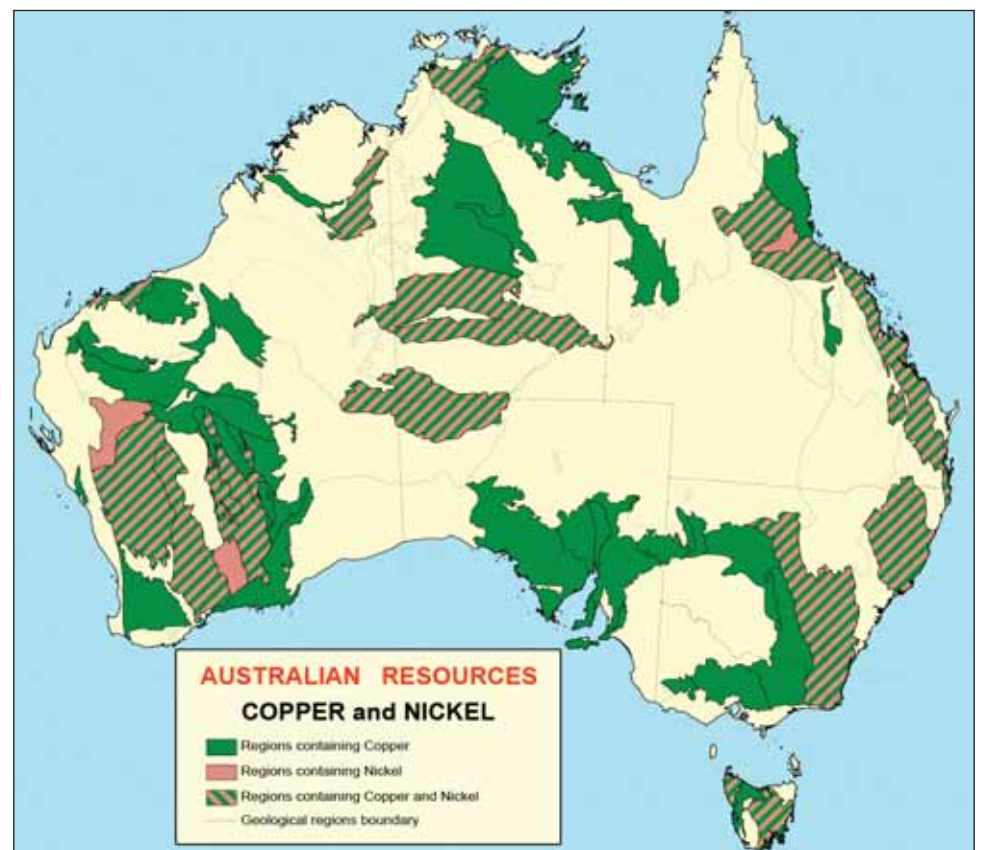 AUSTRALIAN RESOURCES
COPPER and NICKEL
Regions containing Copper
Regions containing Nickel
Regions containing Copper and Nickel
Geological regions boundary